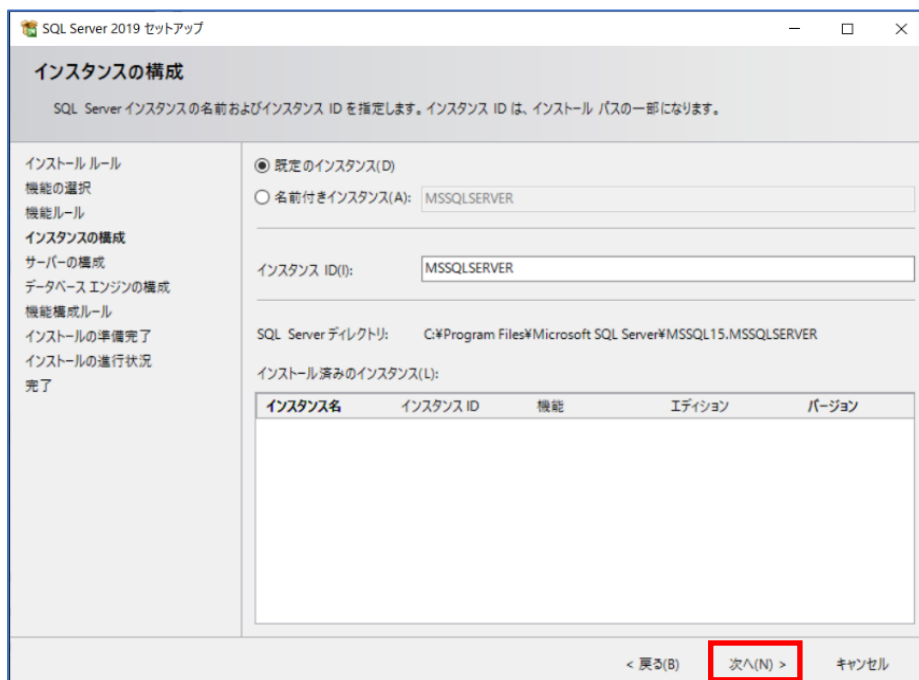 SQL Server 2019 セットアップ
インスタンスの構成
SQL Server インスタンスの名前およびインスタンス ID を指定します。インスタンス ID は、インストール パスの一部になります。
インストール ルール
機能の選択
機能ルール
インスタンスの構成
サーバーの構成
データベース エンジンの構成
機能構成ルール
インストールの準備完了
インストールの進行状況
完了
既定のインスタンス(D)
名前付きインスタンス(A): MSSQLSERVER
インスタンス ID(I): MSSQLSERVER
SQL Server ディレクトリ: C:¥Program Files¥Microsoft SQL Server¥MSSQL15.MSSQLSERVER
インストール済みのインスタンス(L):
インスタンス名 インスタンス ID 機能 エディション バージョン
< 戻る(B) 次へ(N) > キャンセル